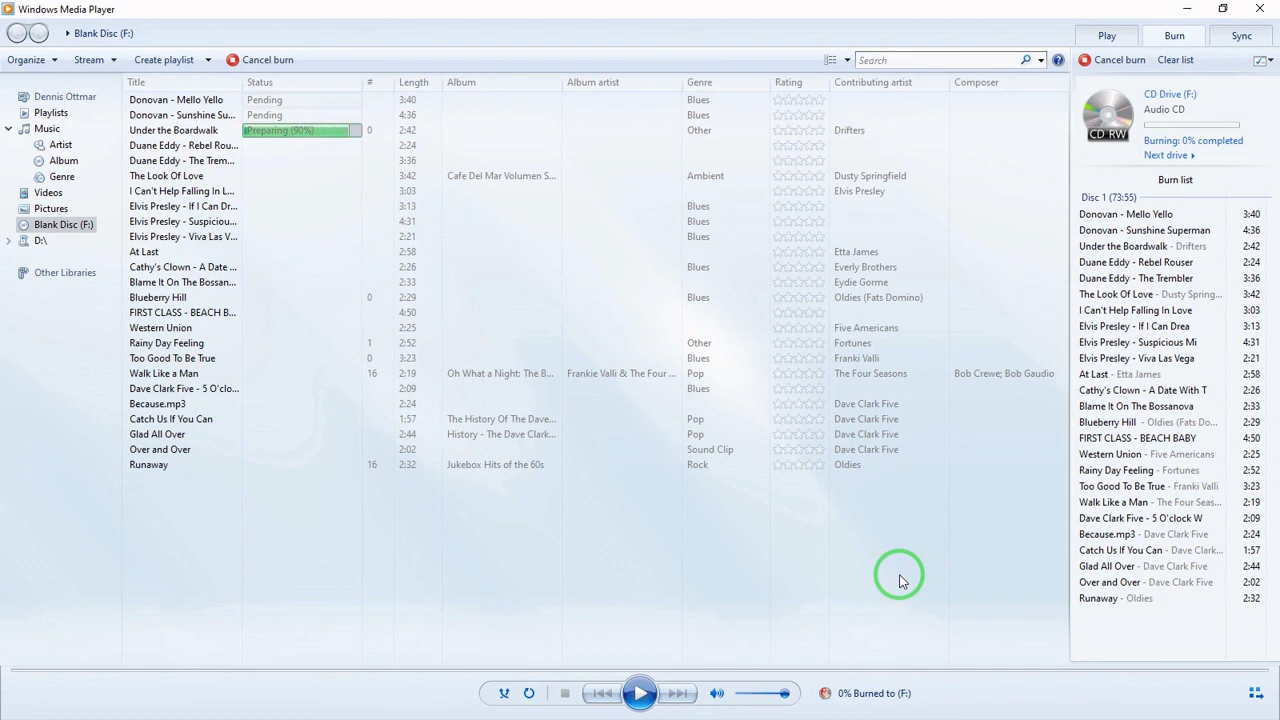 Windows Media Player
Blank Disc (F:)
Play Burn Sync
Organize Stream Create playlist Cancel burn Search Cancel burn Clear list
Dennis Ottmar
Playlists
Music
Artist
Album
Genre
Videos
Pictures
Blank Disc (F:)
D:\
Other Libraries
Title Status # Length Album Album artist Genre Rating Contributing artist Composer
Donovan - Mello Yello Pending 3:40 Blues
Donovan - Sunshine Su... Pending 4:36 Blues
Under the Boardwalk Preparing (90%) 0 2:42 Other Drifters
Duane Eddy - Rebel Rou... 2:24
Duane Eddy - The Trem... 3:36
The Look Of Love 3:42 Cafe Del Mar Volumen S... Ambient Dusty Springfield
I Can't Help Falling In L... 3:03 Elvis Presley
Elvis Presley - If I Can Dr... 3:13 Blues
Elvis Presley - Suspiciou... 4:31 Blues
Elvis Presley - Viva Las V... 2:21 Blues
At Last 2:58 Etta James
Cathy's Clown - A Date ... 2:26 Blues Everly Brothers
Blame It On The Bossan... 2:33 Eydie Gorme
Blueberry Hill 0 2:29 Blues Oldies (Fats Domino)
FIRST CLASS - BEACH B... 4:50
Western Union 2:25 Five Americans
Rainy Day Feeling 1 2:52 Other Fortunes
Too Good To Be True 0 3:23 Blues Franki Valli
Walk Like a Man 16 2:19 Oh What a Night: The B... Frankie Valli & The Four ... Pop The Four Seasons Bob Crewe; Bob Gaudio
Dave Clark Five - 5 O'clo... 2:09 Blues
Because.mp3 2:24 Dave Clark Five
Catch Us If You Can 1:57 The History Of The Dave... Pop Dave Clark Five
Glad All Over 2:44 History - The Dave Clark... Pop Dave Clark Five
Over and Over 2:02 Sound Clip Dave Clark Five
Runaway 16 2:32 Jukebox Hits of the 60s Rock Oldies
CD RW
CD Drive (F:)
Audio CD
Burning: 0% completed
Next drive
Burn list
Disc 1 (73:55)
Donovan - Mello Yello 3:40
Donovan - Sunshine Superman 4:36
Under the Boardwalk - Drifters 2:42
Duane Eddy - Rebel Rouser 2:24
Duane Eddy - The Trembler 3:36
The Look Of Love - Dusty Spring... 3:42
I Can't Help Falling In Love 3:03
Elvis Presley - If I Can Drea 3:13
Elvis Presley - Suspicious Mi 4:31
Elvis Presley - Viva Las Vega 2:21
At Last - Etta James 2:58
Cathy's Clown - A Date With T 2:26
Blame It On The Bossanova 2:33
Blueberry Hill - Oldies (Fats Do... 2:29
FIRST CLASS - BEACH BABY 4:50
Western Union - Five Americans 2:25
Rainy Day Feeling - Fortunes 2:52
Too Good To Be True - Franki Valli 3:23
Walk Like a Man - The Four Seas... 2:19
Dave Clark Five - 5 O'clock W 2:09
Because.mp3 - Dave Clark Five 2:24
Catch Us If You Can - Dave Clark... 1:57
Glad All Over - Dave Clark Five 2:44
Over and Over - Dave Clark Five 2:02
Runaway - Oldies 2:32
0% Burned to (F:)